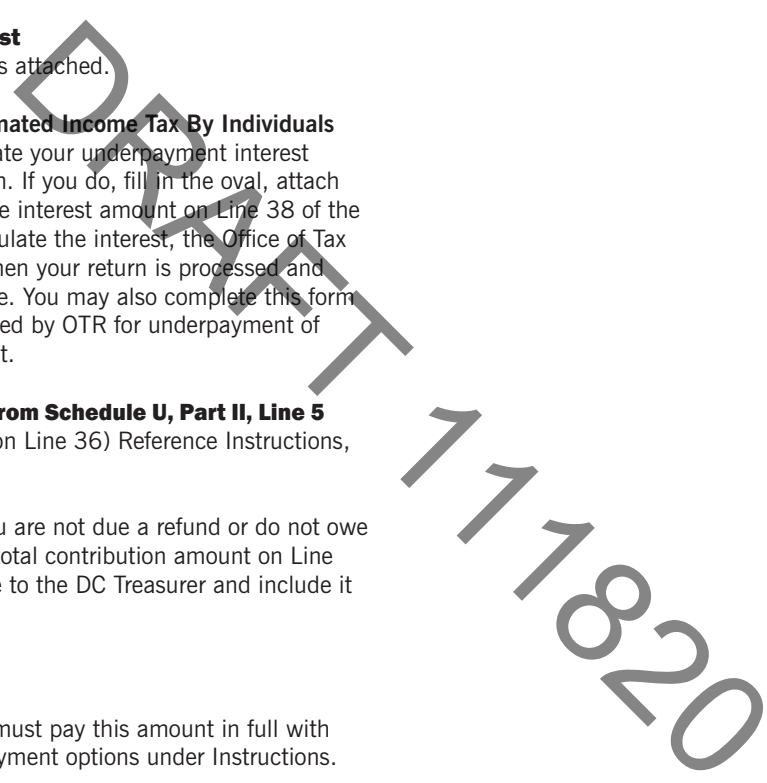 st
s attached.
nated Income Tax By Individuals
ate your underpayment interest
n. If you do, fill in the oval, attach
e interest amount on Line 38 of the
ulate the interest, the Office of Tax
hen your return is processed and
e. You may also complete this form
ed by OTR for underpayment of
t.
rom Schedule U, Part II, Line 5
on Line 36) Reference Instructions,
u are not due a refund or do not owe
total contribution amount on Line
e to the DC Treasurer and include it
must pay this amount in full with
yment options under Instructions.
DRAFT 111820